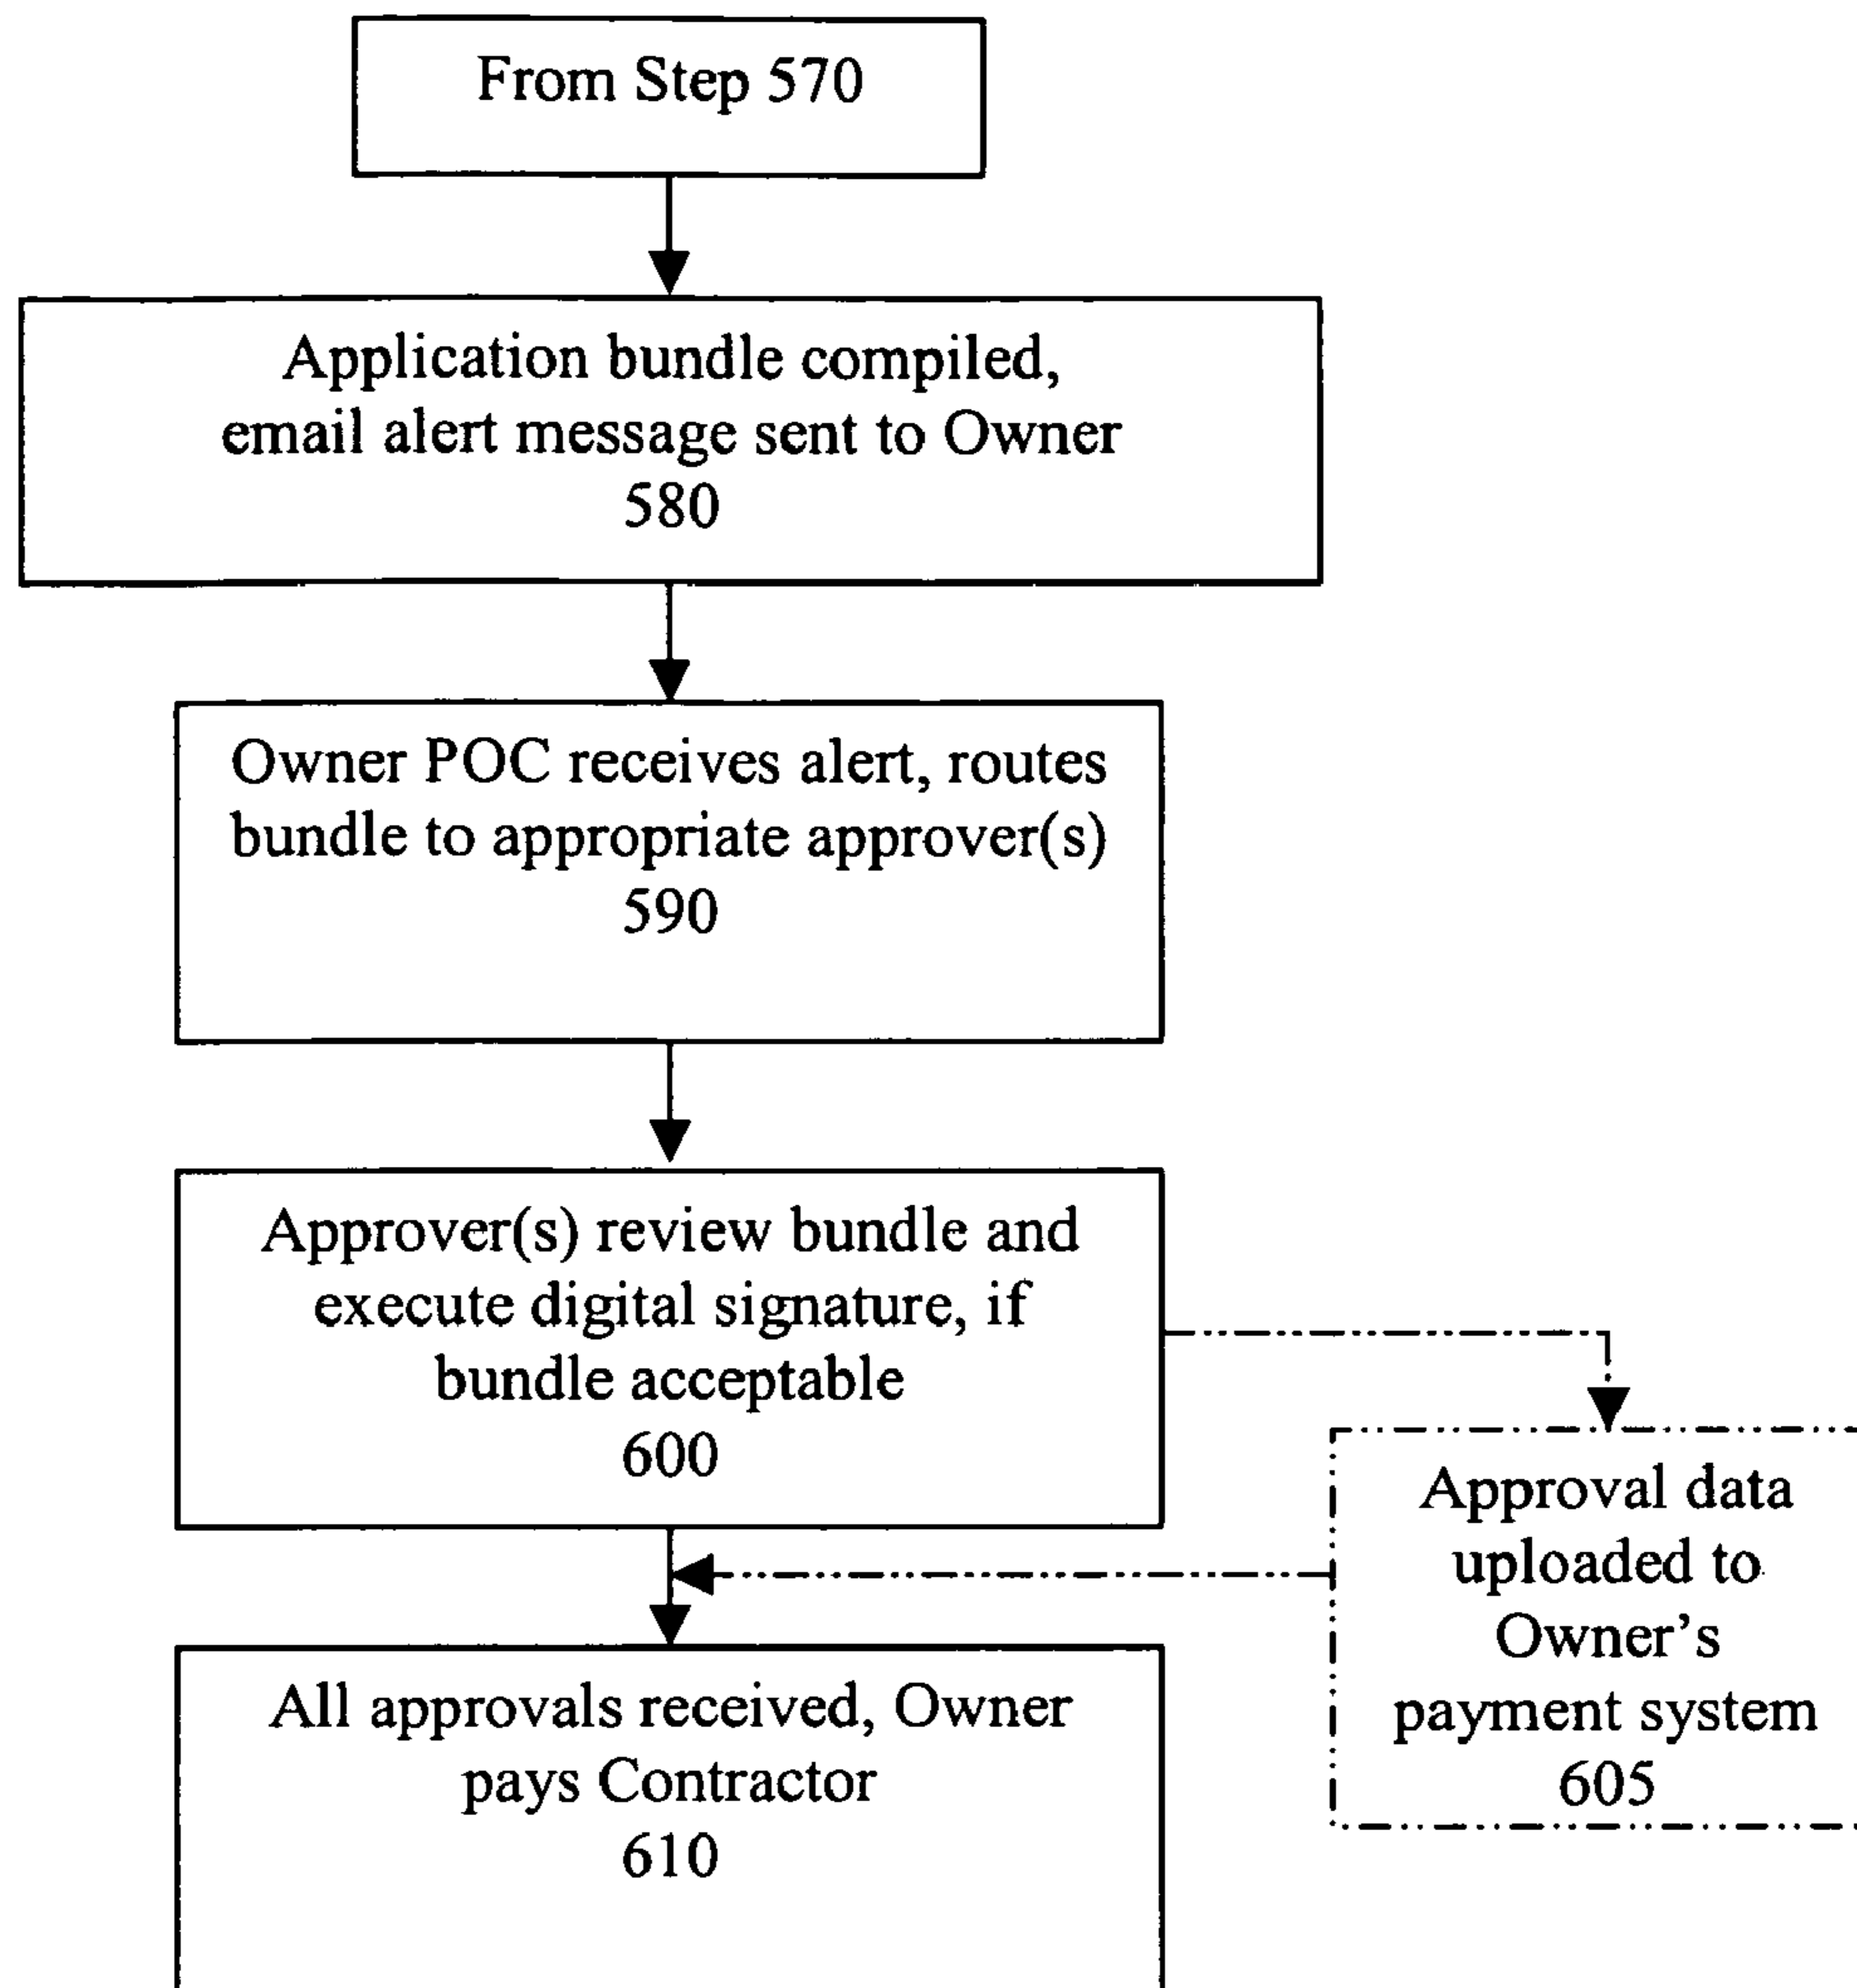 From Step 570
Application bundle compiled,
email alert message sent to Owner
580
Owner POC receives alert, routes
bundle to appropriate approver(s)
590
Approver(s) review bundle and
execute digital signature, if
bundle acceptable
600
Approval data
uploaded to
Owner’s
payment system
605
All approvals received, Owner
pays Contractor
610